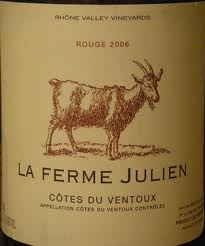 RHÔNE VALLEY VINEYARDS
ROUGE 2006
LA FERME JULIEN
CÔTES DU VENTOUX
APPELLATION CÔTES DU VENTOUX CONTRÔLÉE